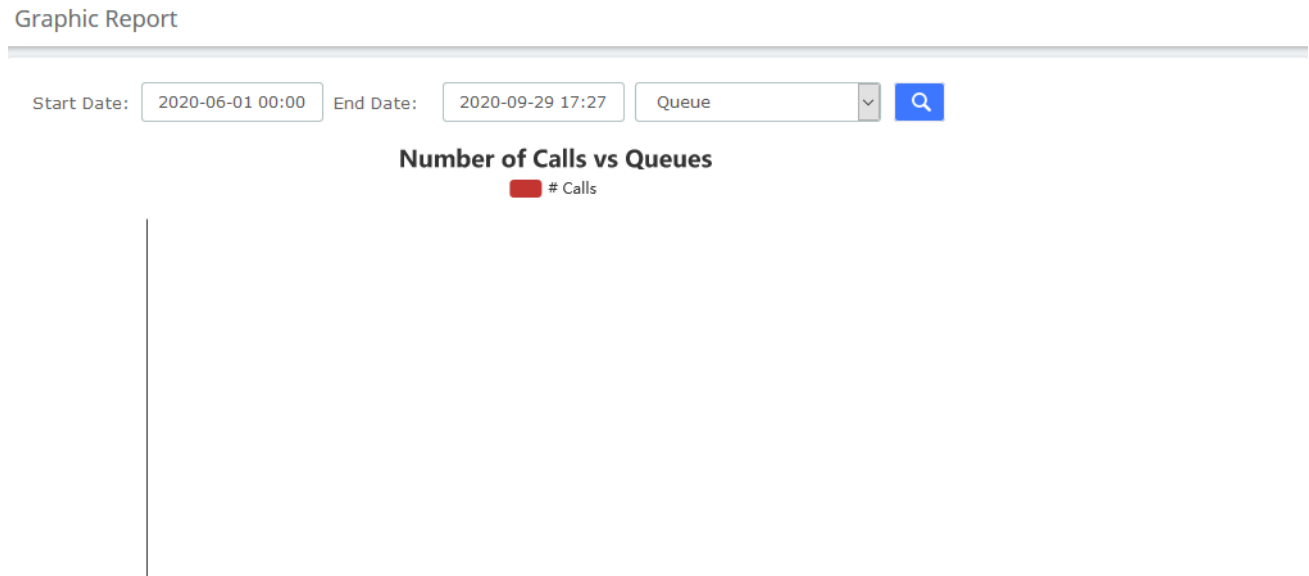 Graphic Report
Start Date: 2020-06-01 00:00 End Date: 2020-09-29 17:27 Queue
Number of Calls vs Queues
# Calls